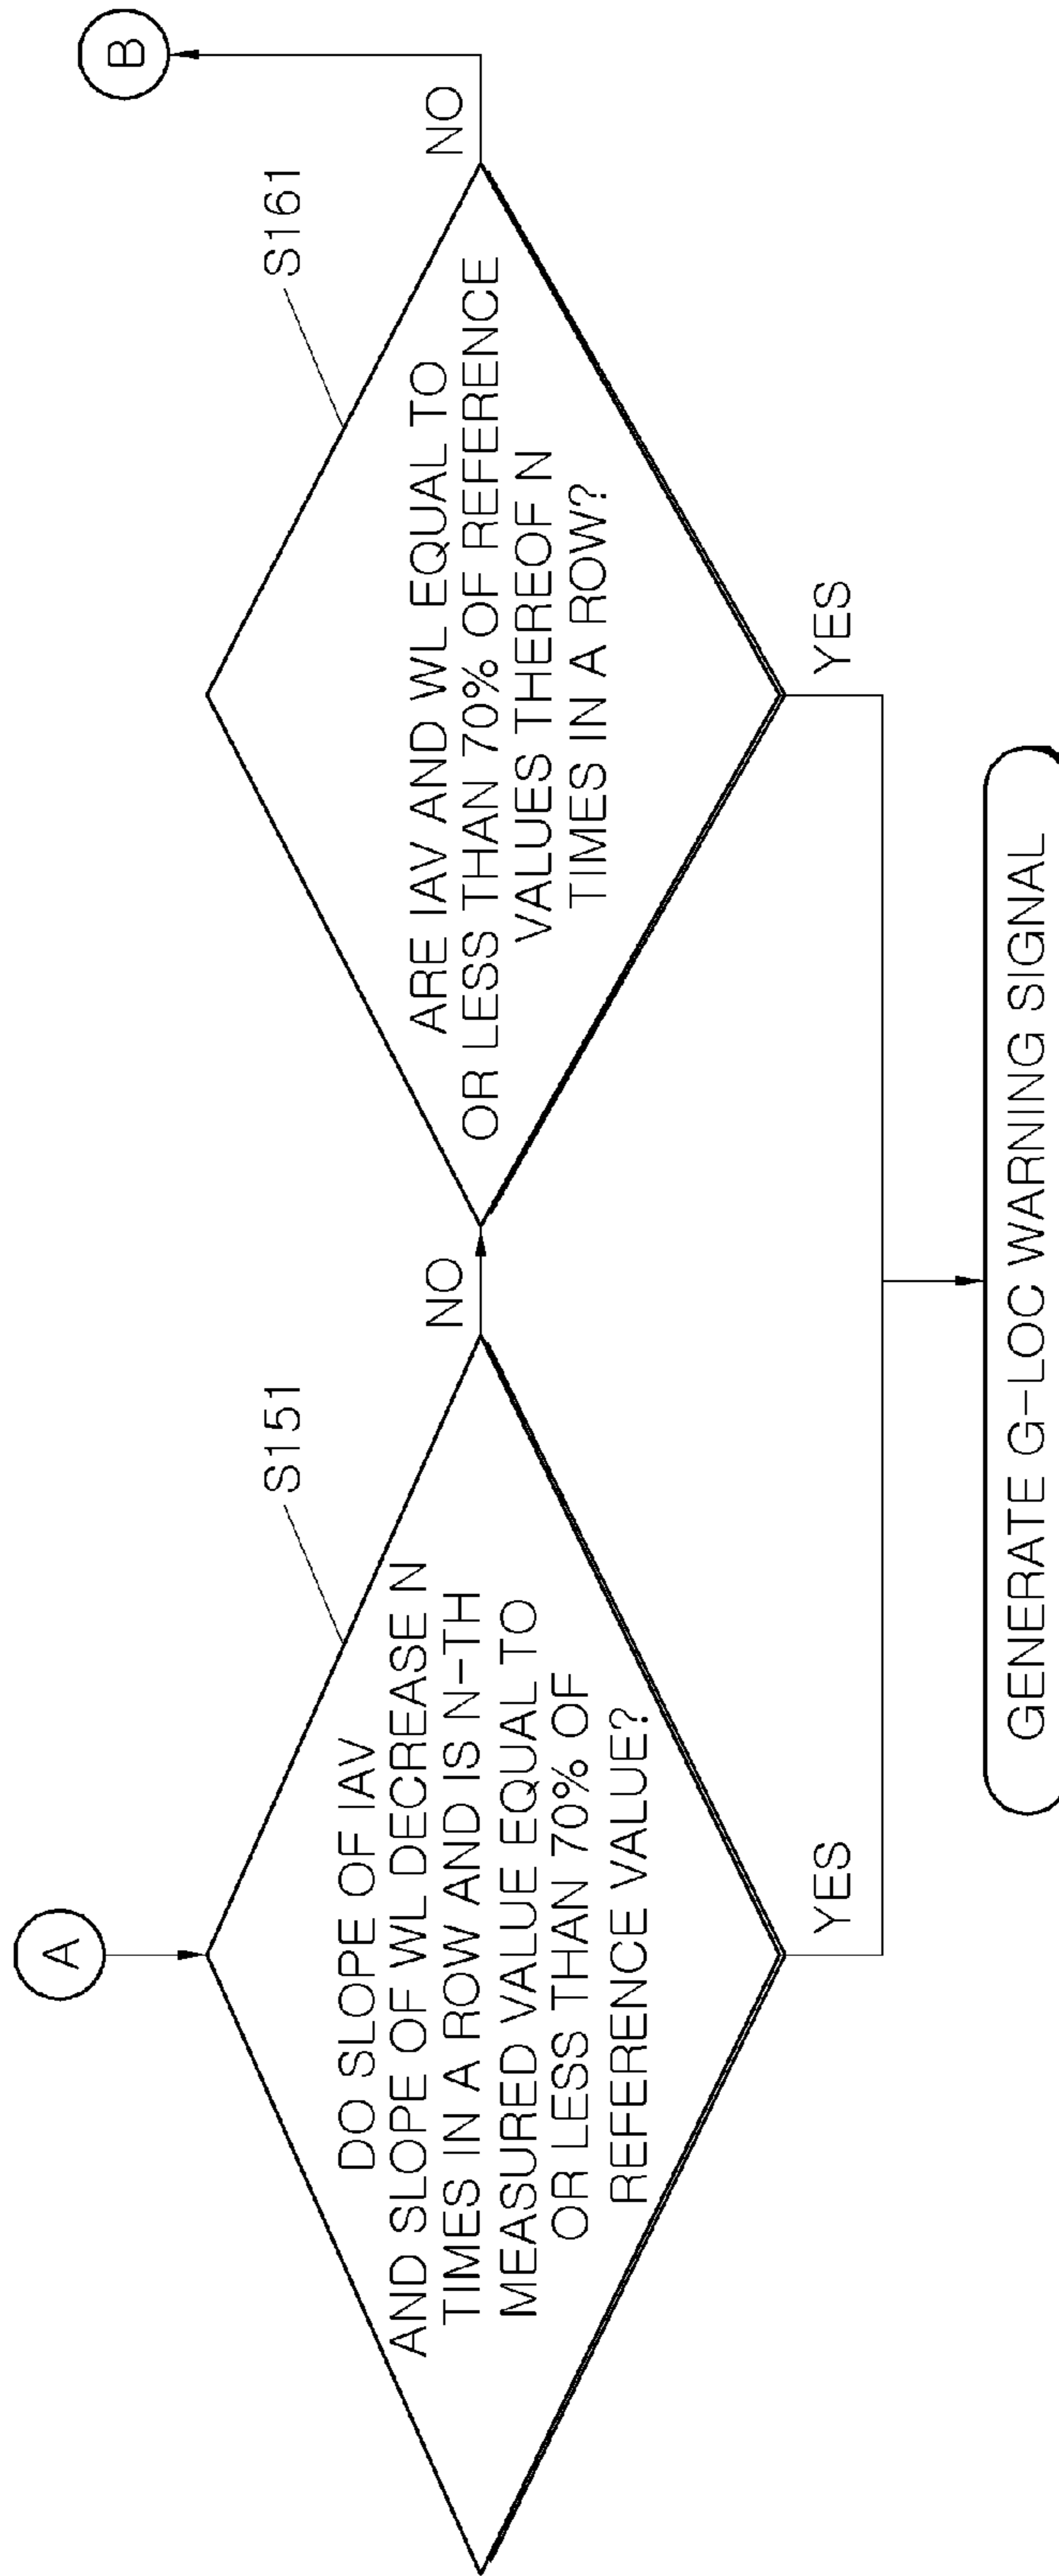 A
S151
DO SLOPE OF IAV
AND SLOPE OF WL DECREASE N
TIMES IN A ROW AND IS N-TH
MEASURED VALUE EQUAL TO
OR LESS THAN 70% OF
REFERENCE VALUE?
NO
YES
S161
ARE IAV AND WL EQUAL TO
OR LESS THAN 70% OF REFERENCE
VALUES THEREOF N
TIMES IN A ROW?
NO
B
YES
GENERATE G-LOC WARNING SIGNAL